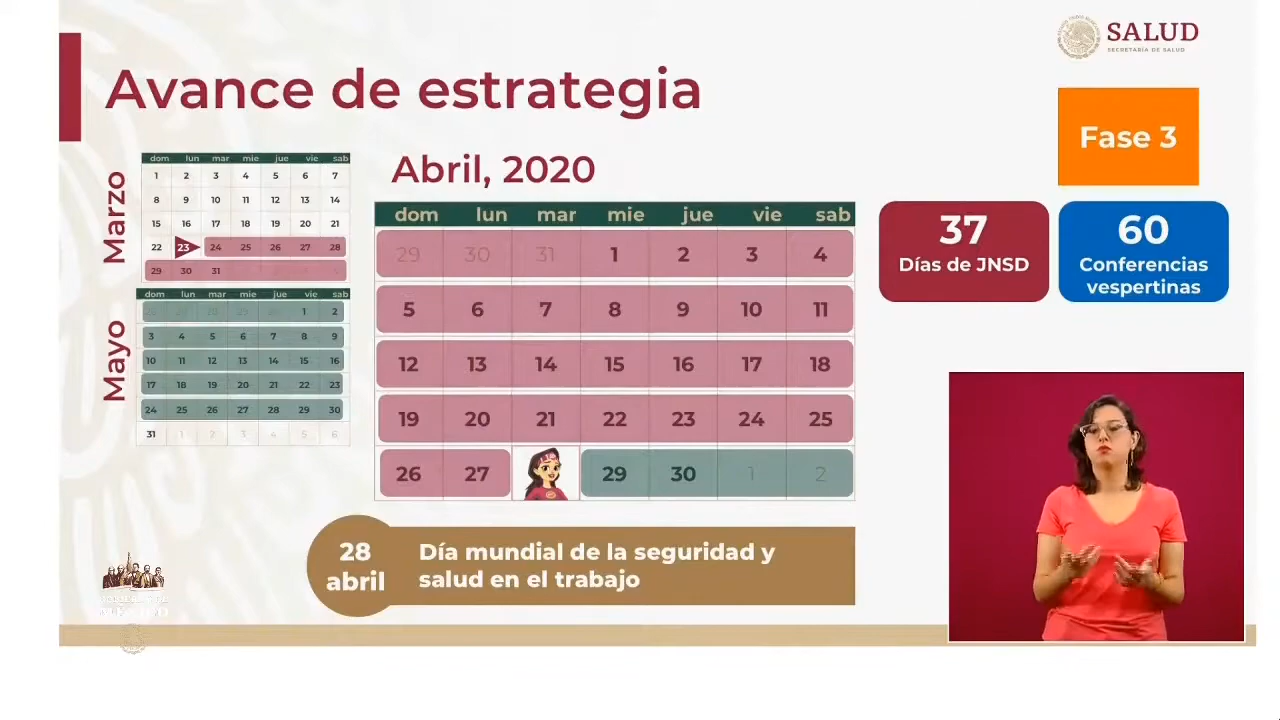 SALUD
SECRETARÍA DE SALUD
Avance de estrategia
Fase 3
Marzo
dom lun mar mie jue vie sab
1 2 3 4 5 6 7
8 9 10 11 12 13 14
15 16 17 18 19 20 21
22 23 24 25 26 27 28
29 30 31
Mayo
dom lun mar mie jue vie sab
1 2
3 4 5 6 7 8 9
10 11 12 13 14 15 16
17 18 19 20 21 22 23
24 25 26 27 28 29 30
31 1 2 3 4 5 6
Abril, 2020
dom lun mar mie jue vie sab
29 30 31 1 2 3 4
5 6 7 8 9 10 11
12 13 14 15 16 17 18
19 20 21 22 23 24 25
26 27 29 30 1 2
37
Días de JNSD
60
Conferencias
vespertinas
28
abril
Día mundial de la seguridad y
salud en el trabajo